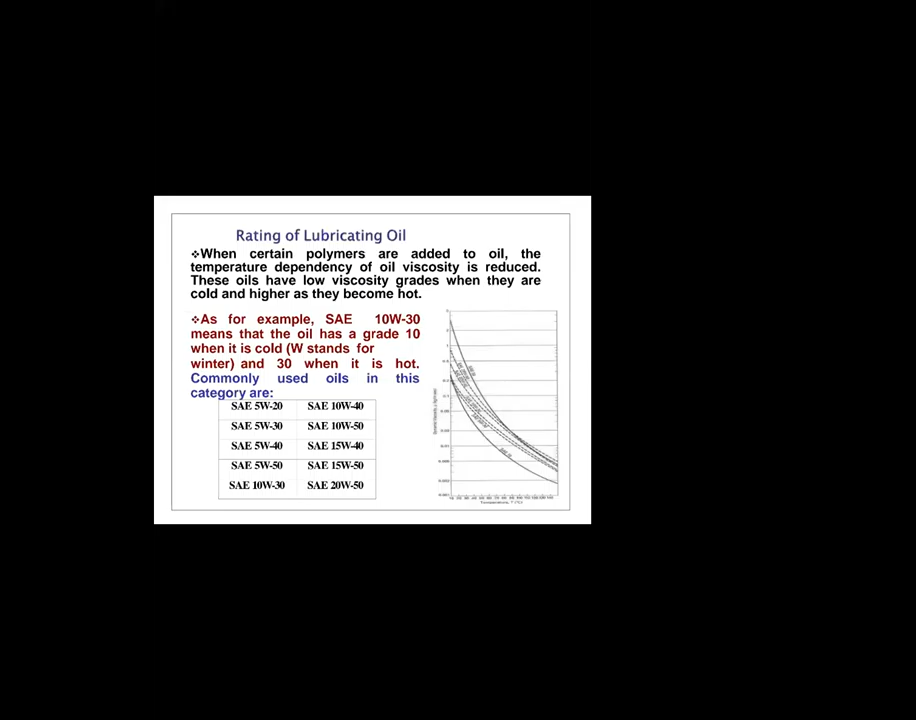 Rating of Lubricating Oil
❖When certain polymers are added to oil, the
temperature dependency of oil viscosity is reduced.
These oils have low viscosity grades when they are
cold and higher as they become hot.
❖As for example, SAE 10W-30
means that the oil has a grade 10
when it is cold (W stands for
winter) and 30 when it is hot.
Commonly used oils in this
category are:
SAE 5W-20 SAE 10W-40
SAE 5W-30 SAE 10W-50
SAE 5W-40 SAE 15W-40
SAE 5W-50 SAE 15W-50
SAE 10W-30 SAE 20W-50
Temperature, T (°C)